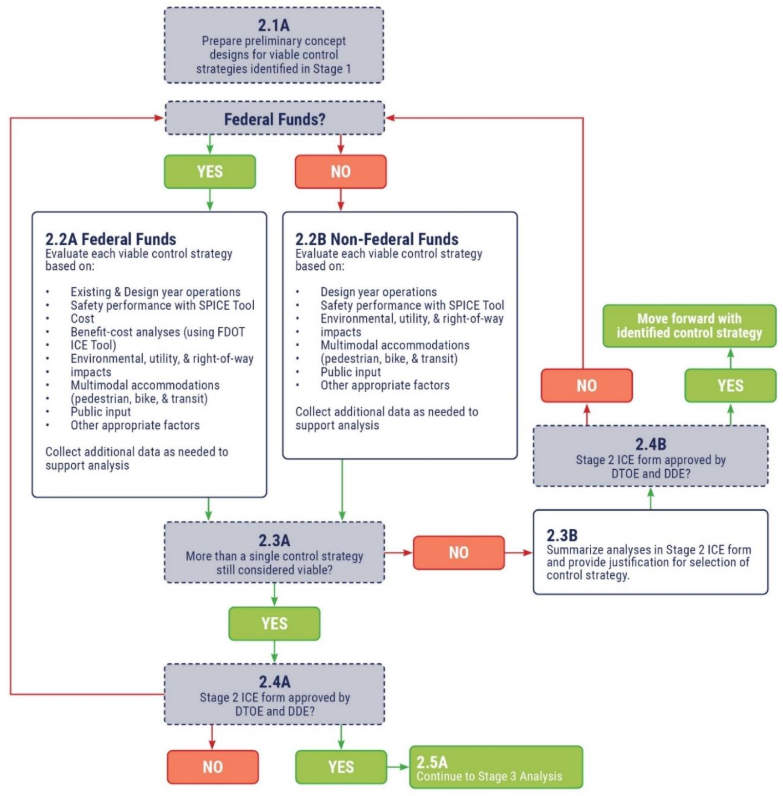 2.1A
Prepare preliminary concept
designs for viable control
strategies identified in Stage 1
Federal Funds?
YES
NO
2.2A Federal Funds
Evaluate each viable control strategy
based on:
• Existing & Design year operations
• Safety performance with SPICE Tool
• Cost
• Benefit-cost analyses (using FDOT
• ICE Tool)
• Environmental, utility, & right-of-way
• impacts
• Multimodal accommodations
• (pedestrian, bike, & transit)
• Public input
• Other appropriate factors
Collect additional data as needed to
support analysis
2.2B Non-Federal Funds
Evaluate each viable control strategy
based on:
• Design year operations
• Safety performance with SPICE Tool
• Environmental, utility, & right-of-way
impacts
• Multimodal accommodations
(pedestrian, bike, & transit)
• Public input
• Other appropriate factors
Collect additional data as needed to
support analysis
Move forward with
identified control strategy
NO
YES
2.4B
Stage 2 ICE form approved by
DTOE and DDE?
2.3A
More than a single control strategy
still considered viable?
NO
2.3B
Summarize analyses in Stage 2 ICE form
and provide justification for selection of
control strategy.
YES
2.4A
Stage 2 ICE form approved by
DTOE and DDE?
NO
YES
2.5A
Continue to Stage 3 Analysis